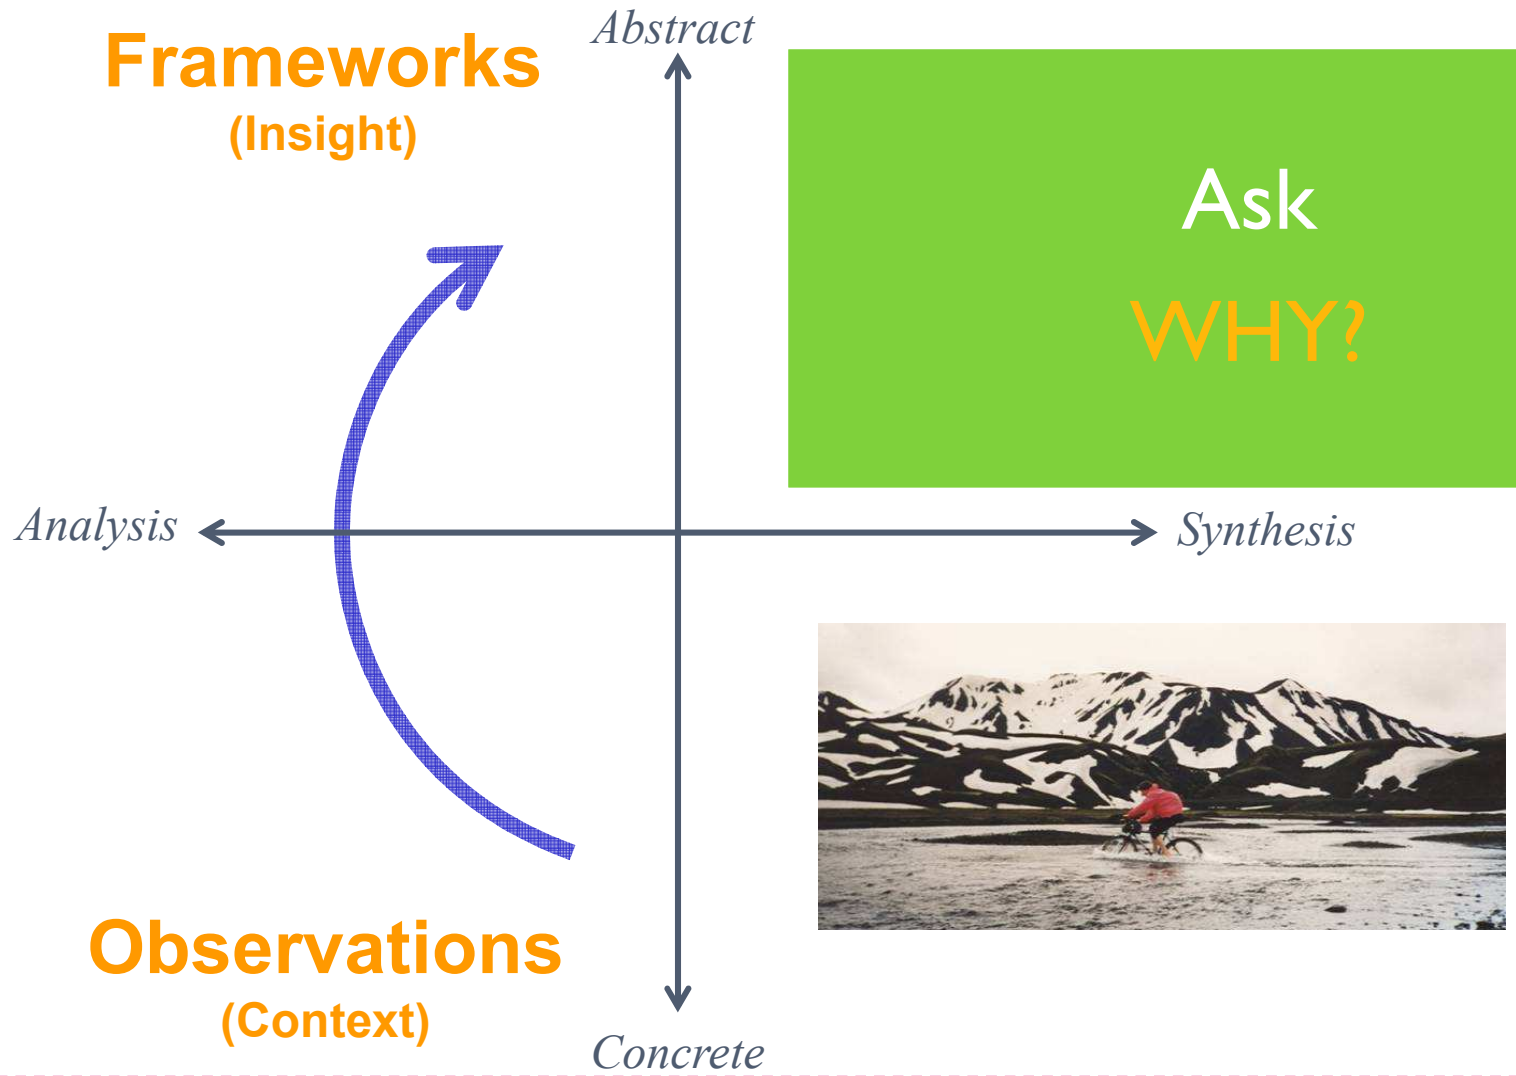 Abstract
Frameworks
(Insight)
Ask
WHY?
Analysis
Synthesis
Observations
(Context)
Concrete